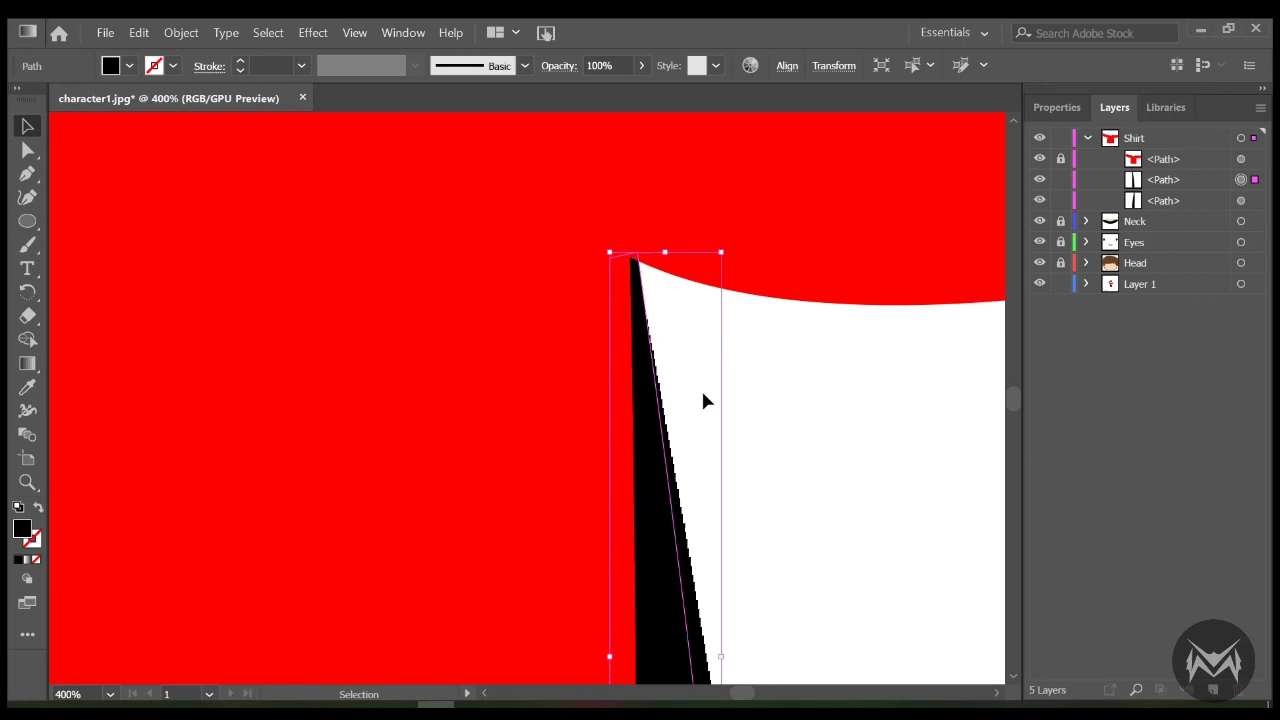 File Edit Object Type Select Effect View Window Help Essentials Search Adobe Stock
Path Stroke: Basic Opacity: 100% Style: Align Transform
character1.jpg* @ 400% (RGB/GPU Preview)
Properties Layers Libraries
Shirt
<Path>
<Path>
<Path>
Neck
Eyes
Head
Layer 1
400% 1 Selection 5 Layers